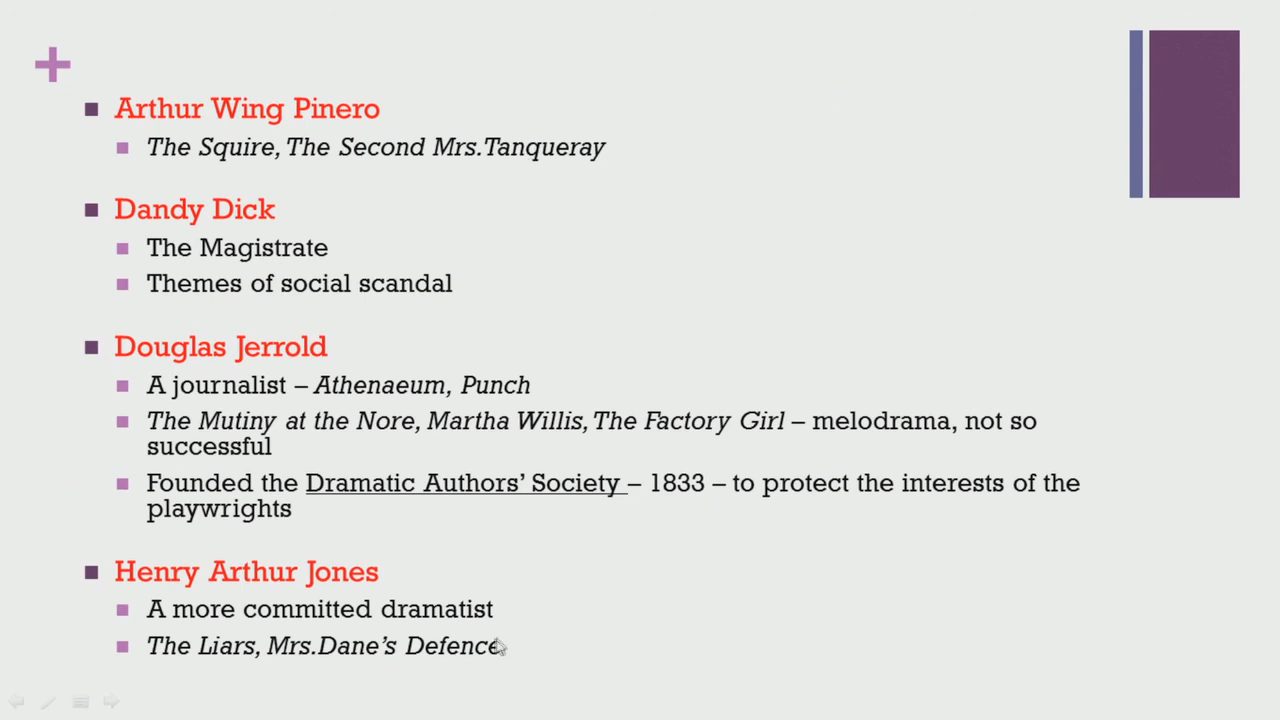 Arthur Wing Pinero
The Squire, The Second Mrs.Tanqueray
Dandy Dick
The Magistrate
Themes of social scandal
Douglas Jerrold
A journalist – Athenaeum, Punch
The Mutiny at the Nore, Martha Willis, The Factory Girl – melodrama, not so
successful
Founded the Dramatic Authors’ Society – 1833 – to protect the interests of the
playwrights
Henry Arthur Jones
A more committed dramatist
The Liars, Mrs.Dane’s Defence